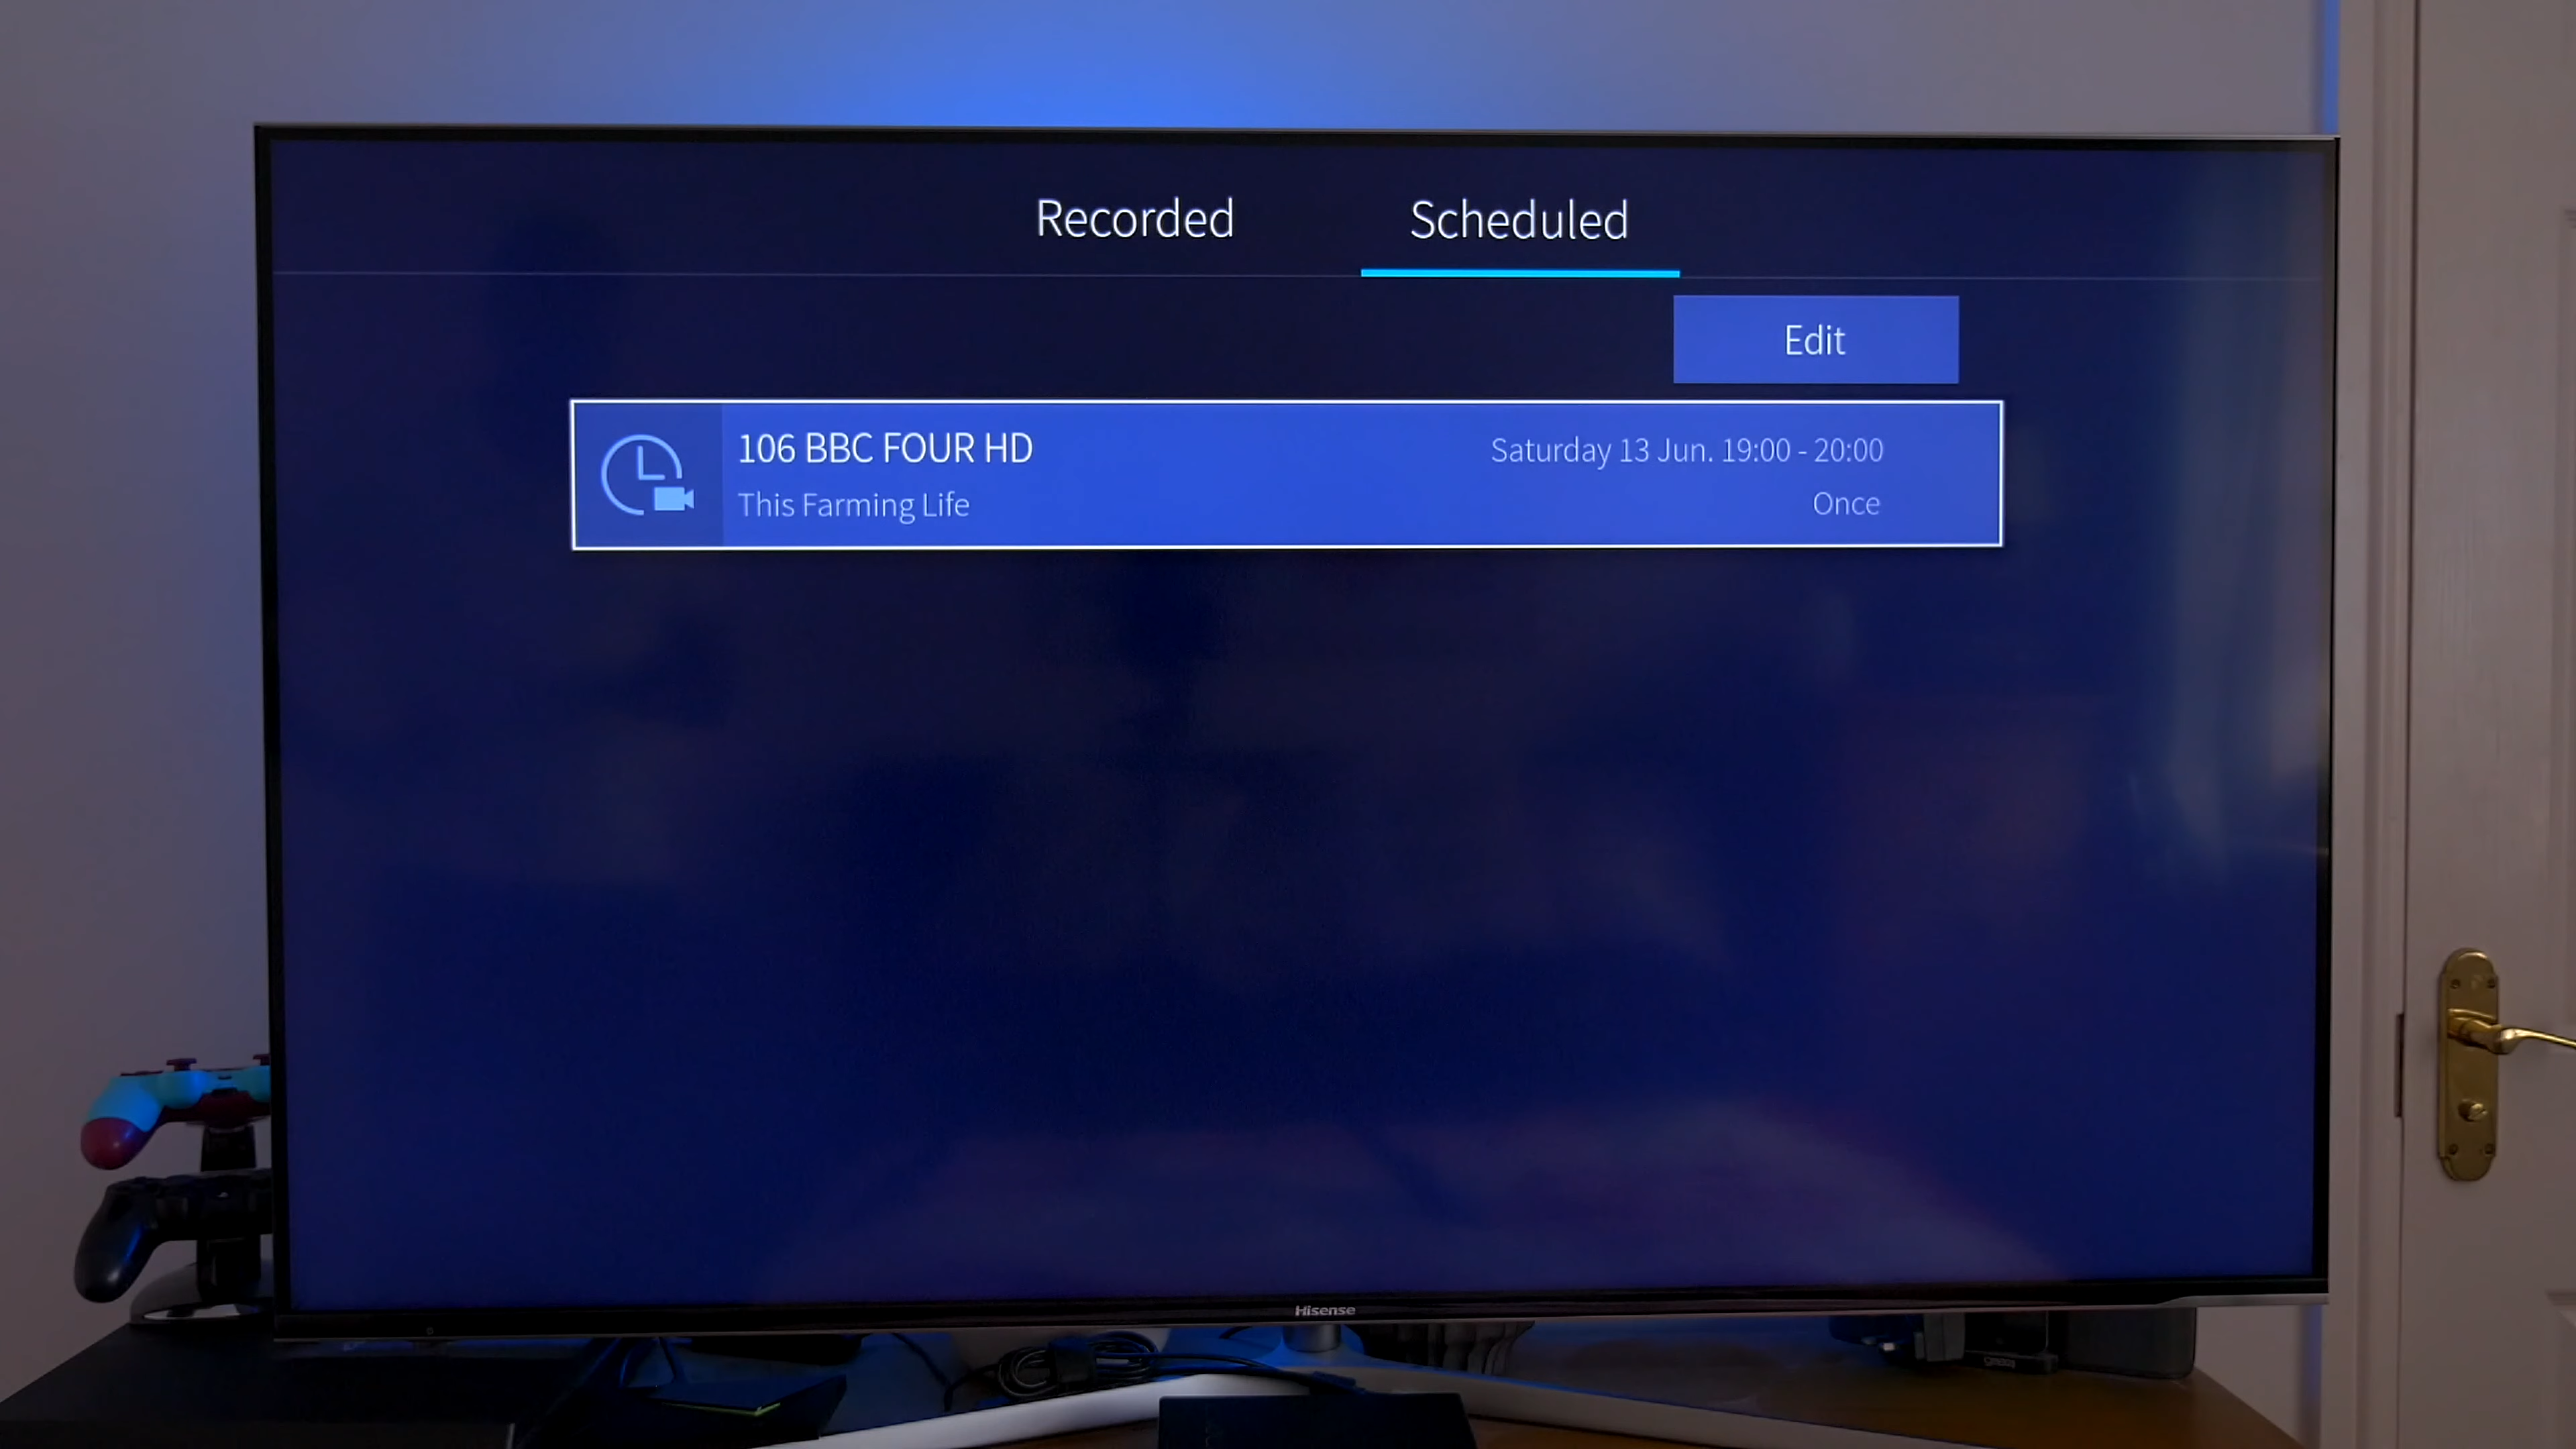 Recorded
Scheduled
Edit
106 BBC FOUR HD
Saturday 13 Jun. 19:00 - 20:00
This Farming Life
Once
Hisense